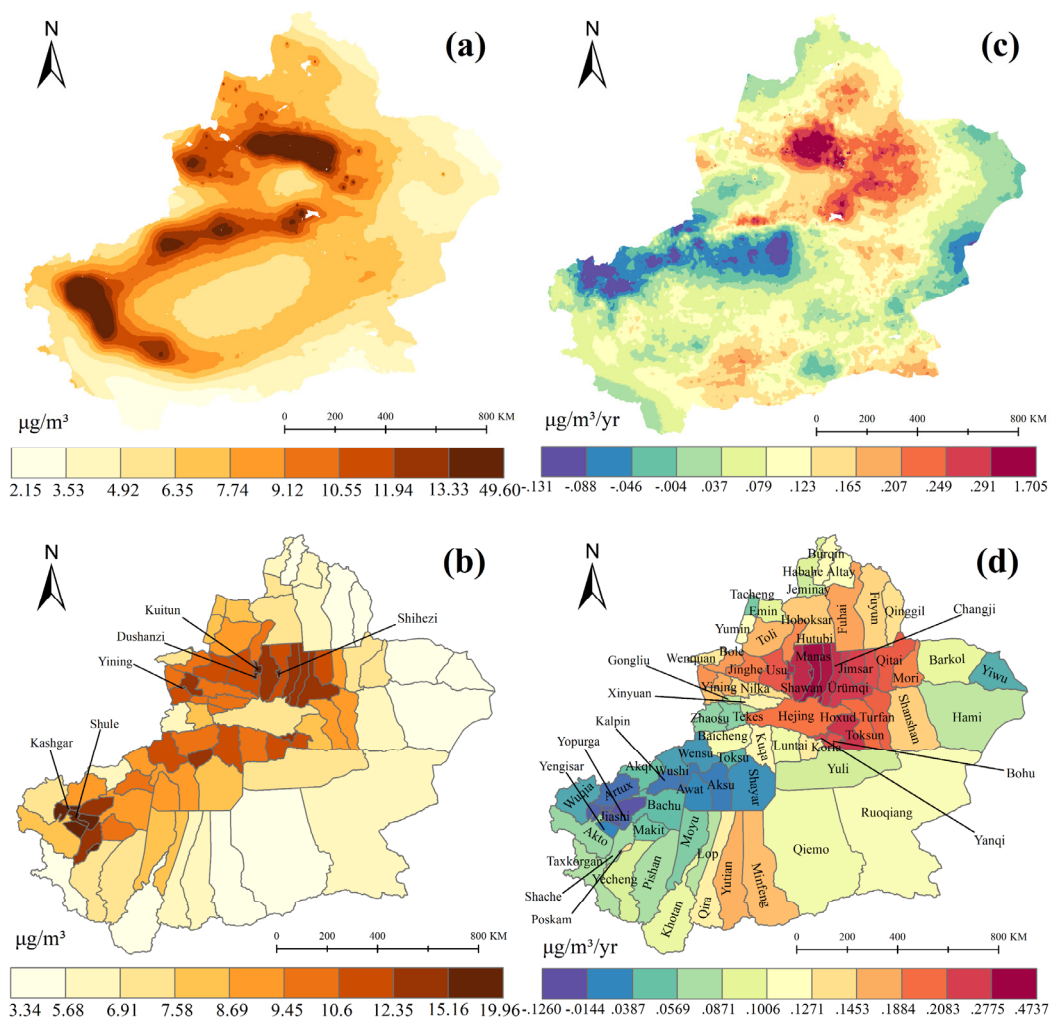 N
(a)
N
(c)
0 200 400 800 KM
µg/m³
0 200 400 800 KM
µg/m³/yr
2.15 3.53 4.92 6.35 7.74 9.12 10.55 11.94 13.33 49.60
-.131 -.088 -.046 -.004 .037 .079 .123 .165 .207 .249 .291 1.705
N
(b)
Kuitun
Dushanzi
Shihezi
Yining
Shule
Kashgar
0 200 400 800 KM
µg/m³
3.34 5.68 6.91 7.58 8.69 9.45 10.6 12.35 15.16 19.96
N
(d)
Burqin
Habahe Altay
Jeminay
Tacheng
Emin
Hoboksar
Fuhai
Fuyun
Qinggil
Changji
Yumin
Toli
Hutubi
Bole
Manas
Gongliu
Wenquan
Jinghe Usu
Jimsar
Qitai
Barkol
Yiwu
Xinyuan
Yining
Nilka
Shawan
Ürümqi
Mori
Kalpin
Zhaosu
Tekes
Hejing
Hoxud
Turfan
Shanshan
Hami
Yopurga
Baicheng
Kuqa
Luntai
Korla
Toksun
Yengisar
Wensu
Toksu
Yuli
Bohu
Akqi
Wushi
Wuqia
Artux
Awat
Aksu
Shayar
Jiashi
Bachu
Ruoqiang
Yanqi
Akto
Makit
Moyu
Taxkorgan
Yecheng
Pishan
Lop
Yutian
Minfeng
Qiemo
Shache
Poskam
Khotan
Qira
0 200 400 800 KM
µg/m³/yr
-.1260 -.0144 .0387 .0569 .0871 .1006 .1271 .1453 .1884 .2083 .2775 .4737